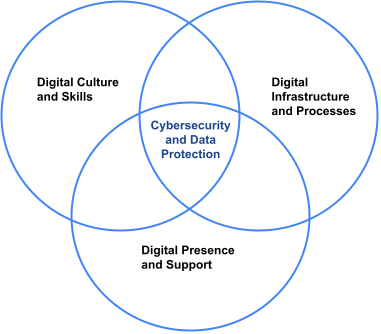 Digital Culture
and Skills
Digital
Infrastructure
and Processes
Cybersecurity
and Data
Protection
Digital Presence
and Support